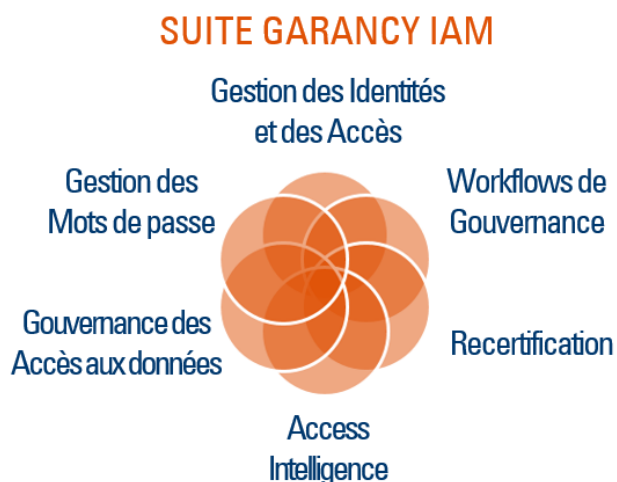 SUITE GARANCY IAM
Gestion des Identités
et des Accès
Gestion des
Mots de passe
Workflows de
Gouvernance
Gouvernance des
Accès aux données
Recertification
Access
Intelligence